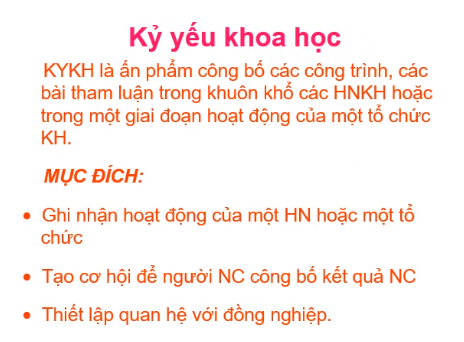 Kỷ yếu khoa học
KYKH là ấn phẩm công bố các công trình, các
bài tham luận trong khuôn khổ các HNKH hoặc
trong một giai đoạn hoạt động của một tổ chức
KH.
MỤC ĐÍCH:
• Ghi nhận hoạt động của một HN hoặc một tổ
chức
• Tạo cơ hội để người NC công bố kết quả NC
• Thiết lập quan hệ với đồng nghiệp.